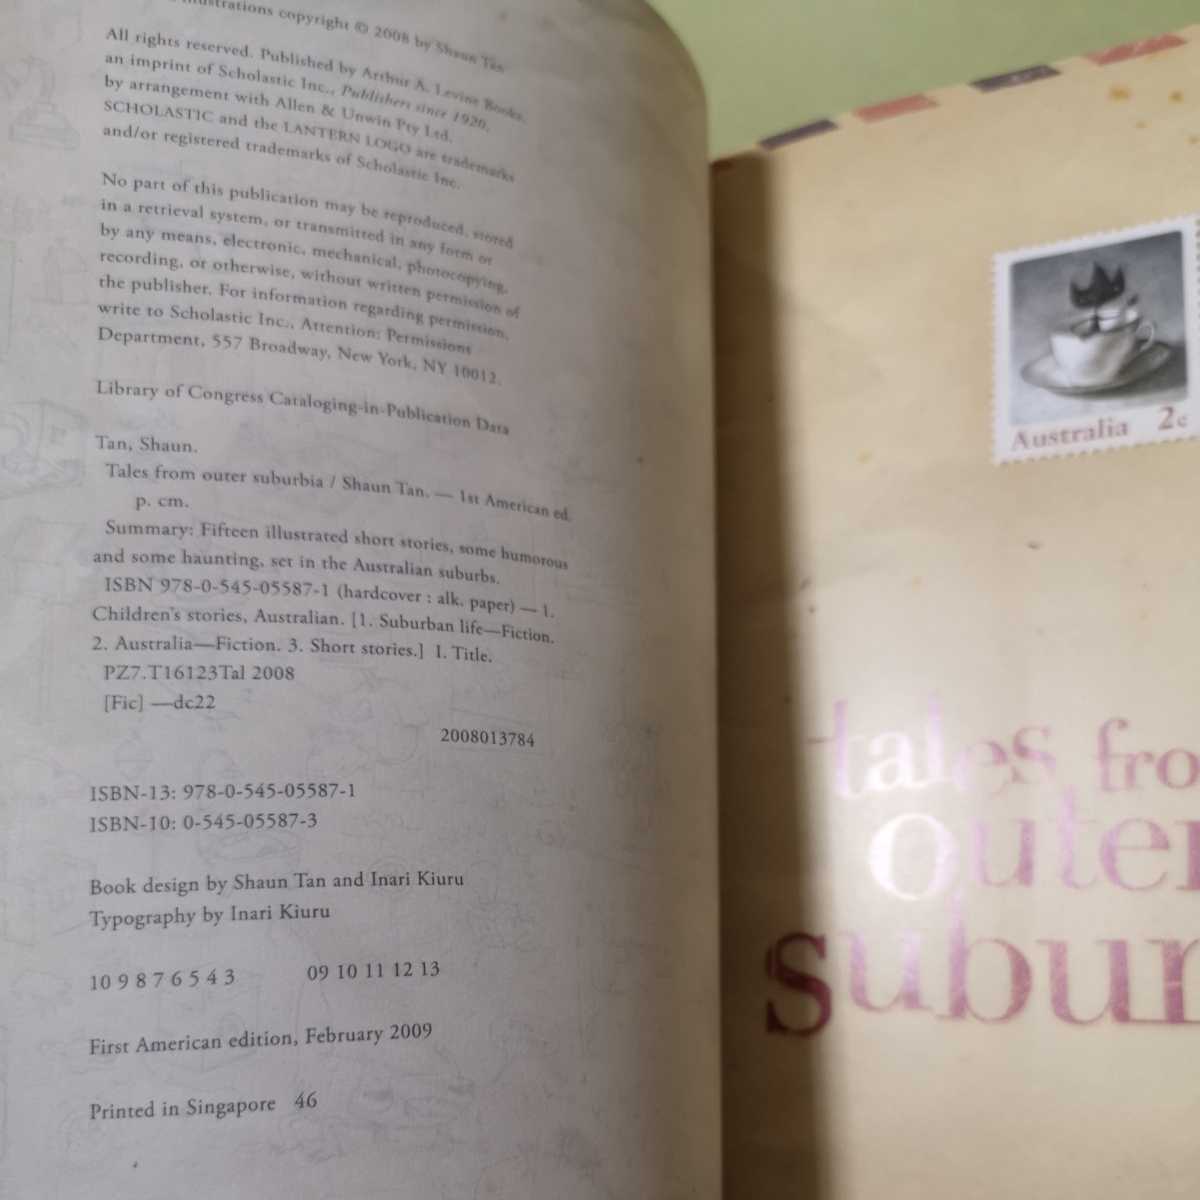 illustrations copyright © 2008 by Shaun Tan
All rights reserved. Published by Arthur A. Levine Books,
an imprint of Scholastic Inc., Publishers since 1920,
by arrangement with Allen & Unwin Pty Ltd.
SCHOLASTIC and the LANTERN LOGO are trademarks
and/or registered trademarks of Scholastic Inc.
No part of this publication may be reproduced, stored
in a retrieval system, or transmitted in any form or
by any means, electronic, mechanical, photocopying,
recording, or otherwise, without written permission of
the publisher. For information regarding permission,
write to Scholastic Inc., Attention: Permissions
Department, 557 Broadway, New York, NY 10012.
Library of Congress Cataloging-in-Publication Data
Tan, Shaun.
Tales from outer suburbia / Shaun Tan. — 1st American ed.
p. cm.
Summary: Fifteen illustrated short stories, some humorous
and some haunting, set in the Australian suburbs.
ISBN 978-0-545-05587-1 (hardcover : alk. paper) — 1.
Children's stories, Australian. [1. Suburban life—Fiction.
2. Australia—Fiction. 3. Short stories.] I. Title.
PZ7.T16123Tal 2008
[Fic] —dc22
2008013784
ISBN-13: 978-0-545-05587-1
ISBN-10: 0-545-05587-3
Book design by Shaun Tan and Inari Kiuru
Typography by Inari Kiuru
10 9 8 7 6 5 4 3 09 10 11 12 13
First American edition, February 2009
Printed in Singapore 46
Australia 2c
tales fro
outer
subur